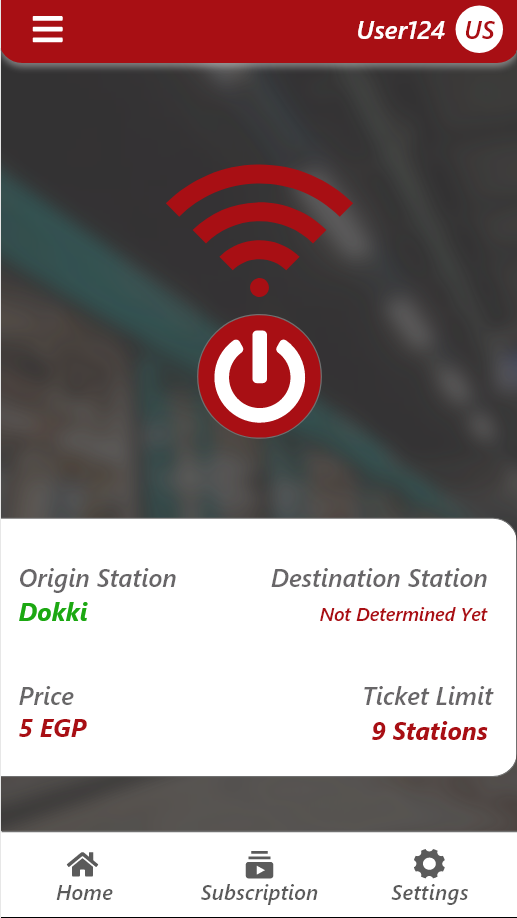 User124 US
Origin Station
Destination Station
Dokki
Not Determined Yet
Price
Ticket Limit
5 EGP
9 Stations
Home
Subscription
Settings